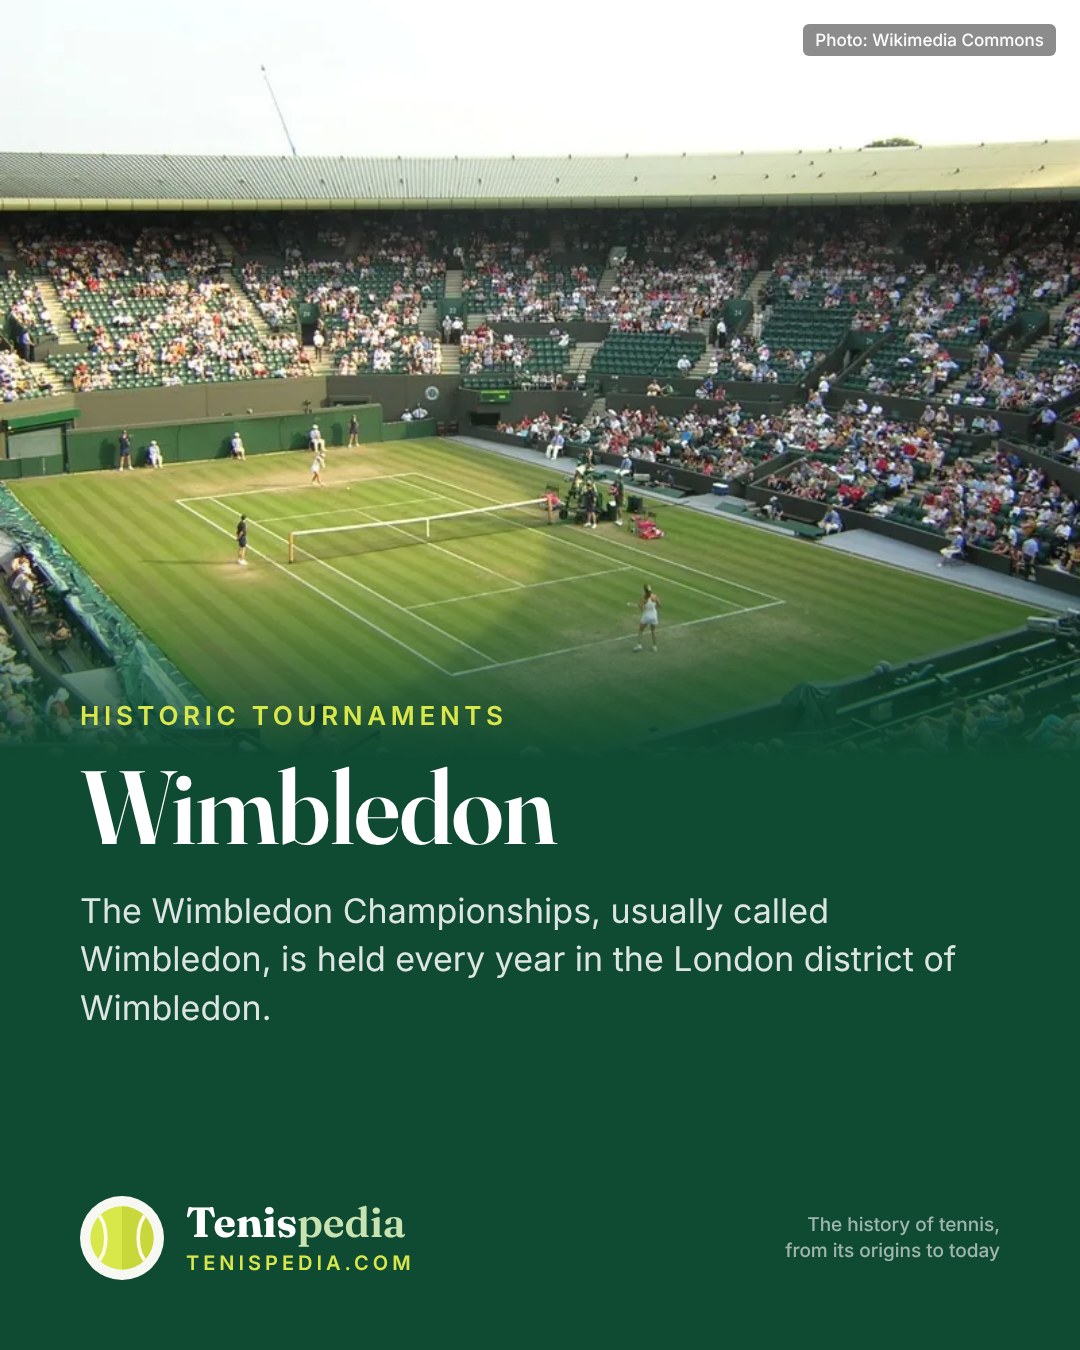 Photo: Wikimedia Commons
HISTORIC TOURNAMENTS
Wimbledon
The Wimbledon Championships, usually called
Wimbledon, is held every year in the London district of
Wimbledon.
Tenispedia
TENISPEDIA.COM
The history of tennis,
from its origins to today